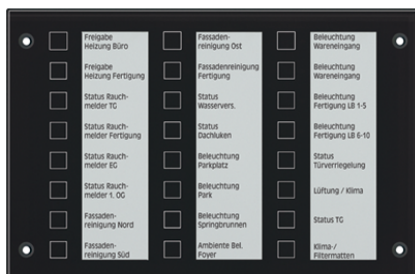 Freigabe
Heizung Büro
Freigabe
Heizung Fertigung
Status Rauch-
melder TG
Status Rauch-
melder Fertigung
Status Rauch-
melder EG
Status Rauch-
melder 1. OG
Fassaden-
reinigung Nord
Fassaden-
reinigung Süd
Fassaden-
reinigung Ost
Fassadenreinigung
Fertigung
Status
Wasservers.
Status
Dachluken
Beleuchtung
Parkplatz
Beleuchtung
Park
Beleuchtung
Springbrunnen
Ambiente Bel.
Foyer
Beleuchtung
Wareneingang
Beleuchtung
Wareneingang
Beleuchtung
Fertigung LB 1-5
Beleuchtung
Fertigung LB 6-10
Status
Türverriegelung
Lüftung / Klima
Status TG
Klima-/
Filtermatten